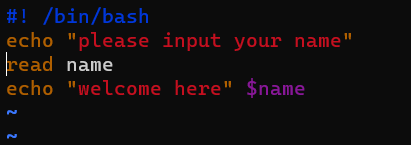 #! /bin/bash
echo "please input your name"
read name
echo "welcome here" $name
~
~